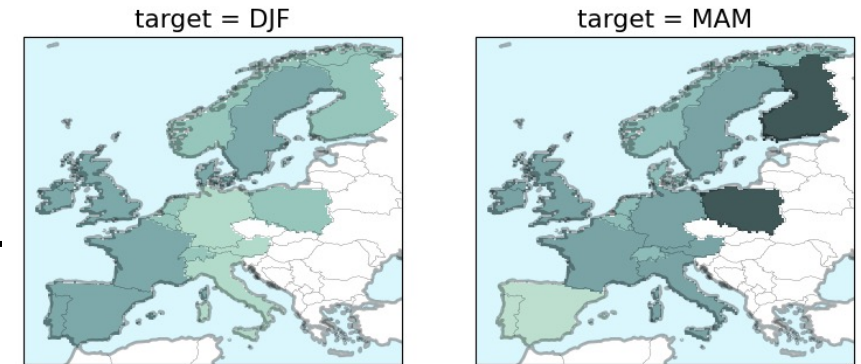 target = DJF
target = MAM